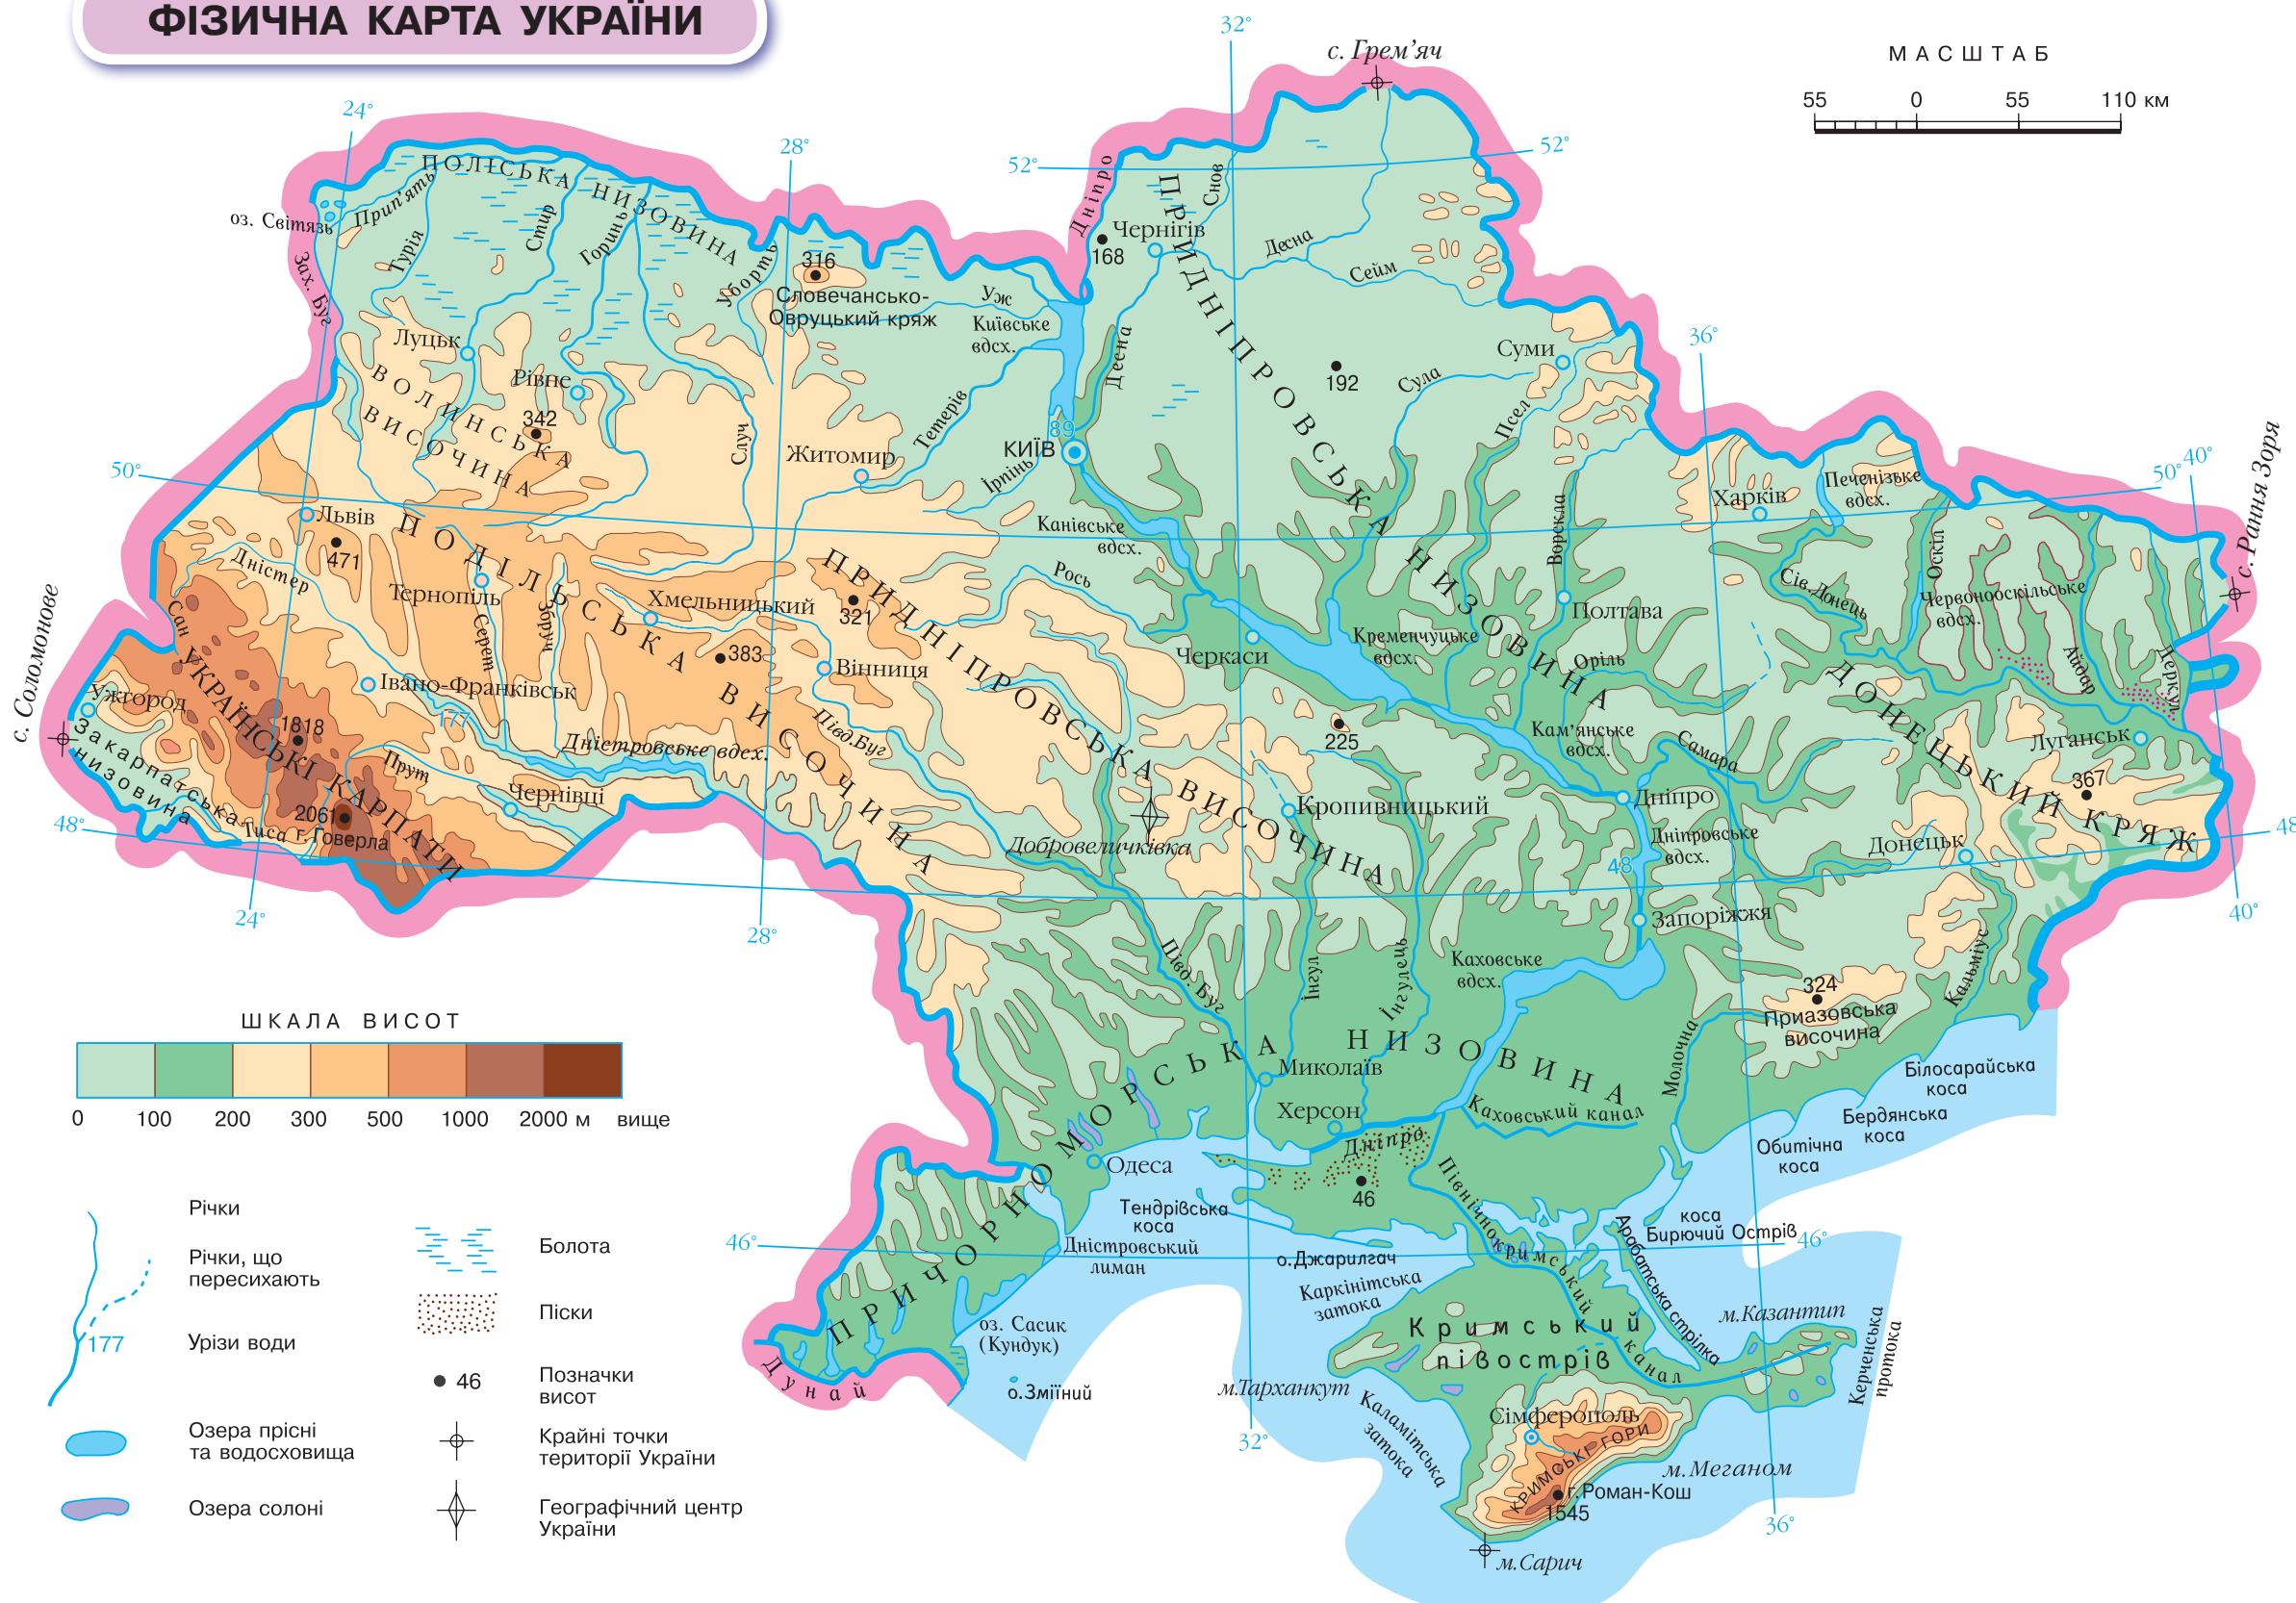 ФІЗИЧНА КАРТА УКРАЇНИ
МАСШТАБ
55 0 55 110 км
32°
с. Грем’яч
24°
28°
52°
52°
36°
40°
50°
50°
с. Рання Зоря
ПОЛІСЬКА НИЗОВИНА
оз. Світязь
Прип’ять
Турія
Стир
Горинь
Уборть
Зах. Буг
316
Словечансько-
Овруцький кряж
Уж
Київське
вдсх.
Дніпро
168
Чернігів
Снов
Десна
Сейм
Десна
ПРИДНІПРОВСЬКА НИЗОВИНА
192
Сула
Суми
Псел
Луцьк
Рівне
342
ВОЛИНСЬКА
ВИСОЧИНА
Случ
Житомир
Тетерів
Ірпінь
89
КИЇВ
Канівське
вдсх.
Ворскла
Харків
Печенізьке
вдсх.
Оскіл
Сів.Донець
Червонооскільське
вдсх.
Айдар
Деркул
Львів
471
Дністер
Сан
ПОДІЛЬСЬКА ВИСОЧИНА
Тернопіль
Серет
Збруч
Хмельницький
383
321
Вінниця
Рось
ПРИДНІПРОВСЬКА ВИСОЧИНА
Черкаси
Кременчуцьке
вдсх.
Полтава
Оріль
Кам’янське
вдсх.
Самара
ДОНЕЦЬКИЙ КРЯЖ
Луганськ
367
Донецьк
с. Соломонове
Ужгород
УКРАЇНСЬКІ КАРПАТИ
Закарпатська
низовина
1818
Івано-Франківськ
177
Дністровське вдсх.
Півд.Буг
Прут
Чернівці
2061
г.Говерла
Тиса
225
Кропивницький
Добровеличківка
Дніпро
Дніпровське
вдсх.
48
Запоріжжя
48°
48
24°
28°
40°
Півд. Буг
Інгул
Інгулець
Каховське
вдсх.
Молочна
324
Приазовська
височина
Кальміус
Білосарайська
коса
Бердянська
коса
Обитічна
коса
ПРИЧОРНОМОРСЬКА НИЗОВИНА
Миколаїв
Херсон
Каховський канал
Дніпро
46
Одеса
Тендрівська
коса
Дністровський
лиман
о.Джарилгач
Каркінітська
затока
Північнокримський канал
коса
Бирючий Острів
46°
46°
Арабатська стрілка
м.Казантип
Керченська
протока
Кримський
півострів
оз. Сасик
(Кундук)
о.Зміїний
Дунай
м.Тарханкут
Каламітська
затока
32°
Сімферополь
КРИМСЬКІ ГОРИ
м.Меганом
г.Роман-Кош
1545
36°
м.Сарич
ШКАЛА ВИСОТ
0 100 200 300 500 1000 2000 м вище
Річки
Річки, що
пересихають
177
Урізи води
Озера прісні
та водосховища
Озера солоні
Болота
Піски
46
Позначки
висот
Крайні точки
території України
Географічний центр
України